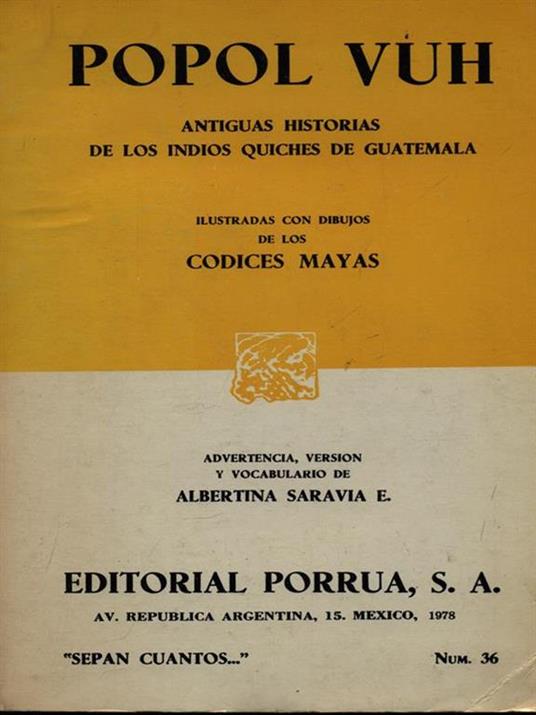 POPOL VUH
ANTIGUAS HISTORIAS
DE LOS INDIOS QUICHES DE GUATEMALA
ILUSTRADAS CON DIBUJOS
DE LOS
CODICES MAYAS
ADVERTENCIA, VERSION
Y VOCABULARIO DE
ALBERTINA SARAVIA E.
EDITORIAL PORRUA, S. A.
AV. REPUBLICA ARGENTINA, 15. MEXICO, 1978
"SEPAN CUANTOS..." NUM. 36